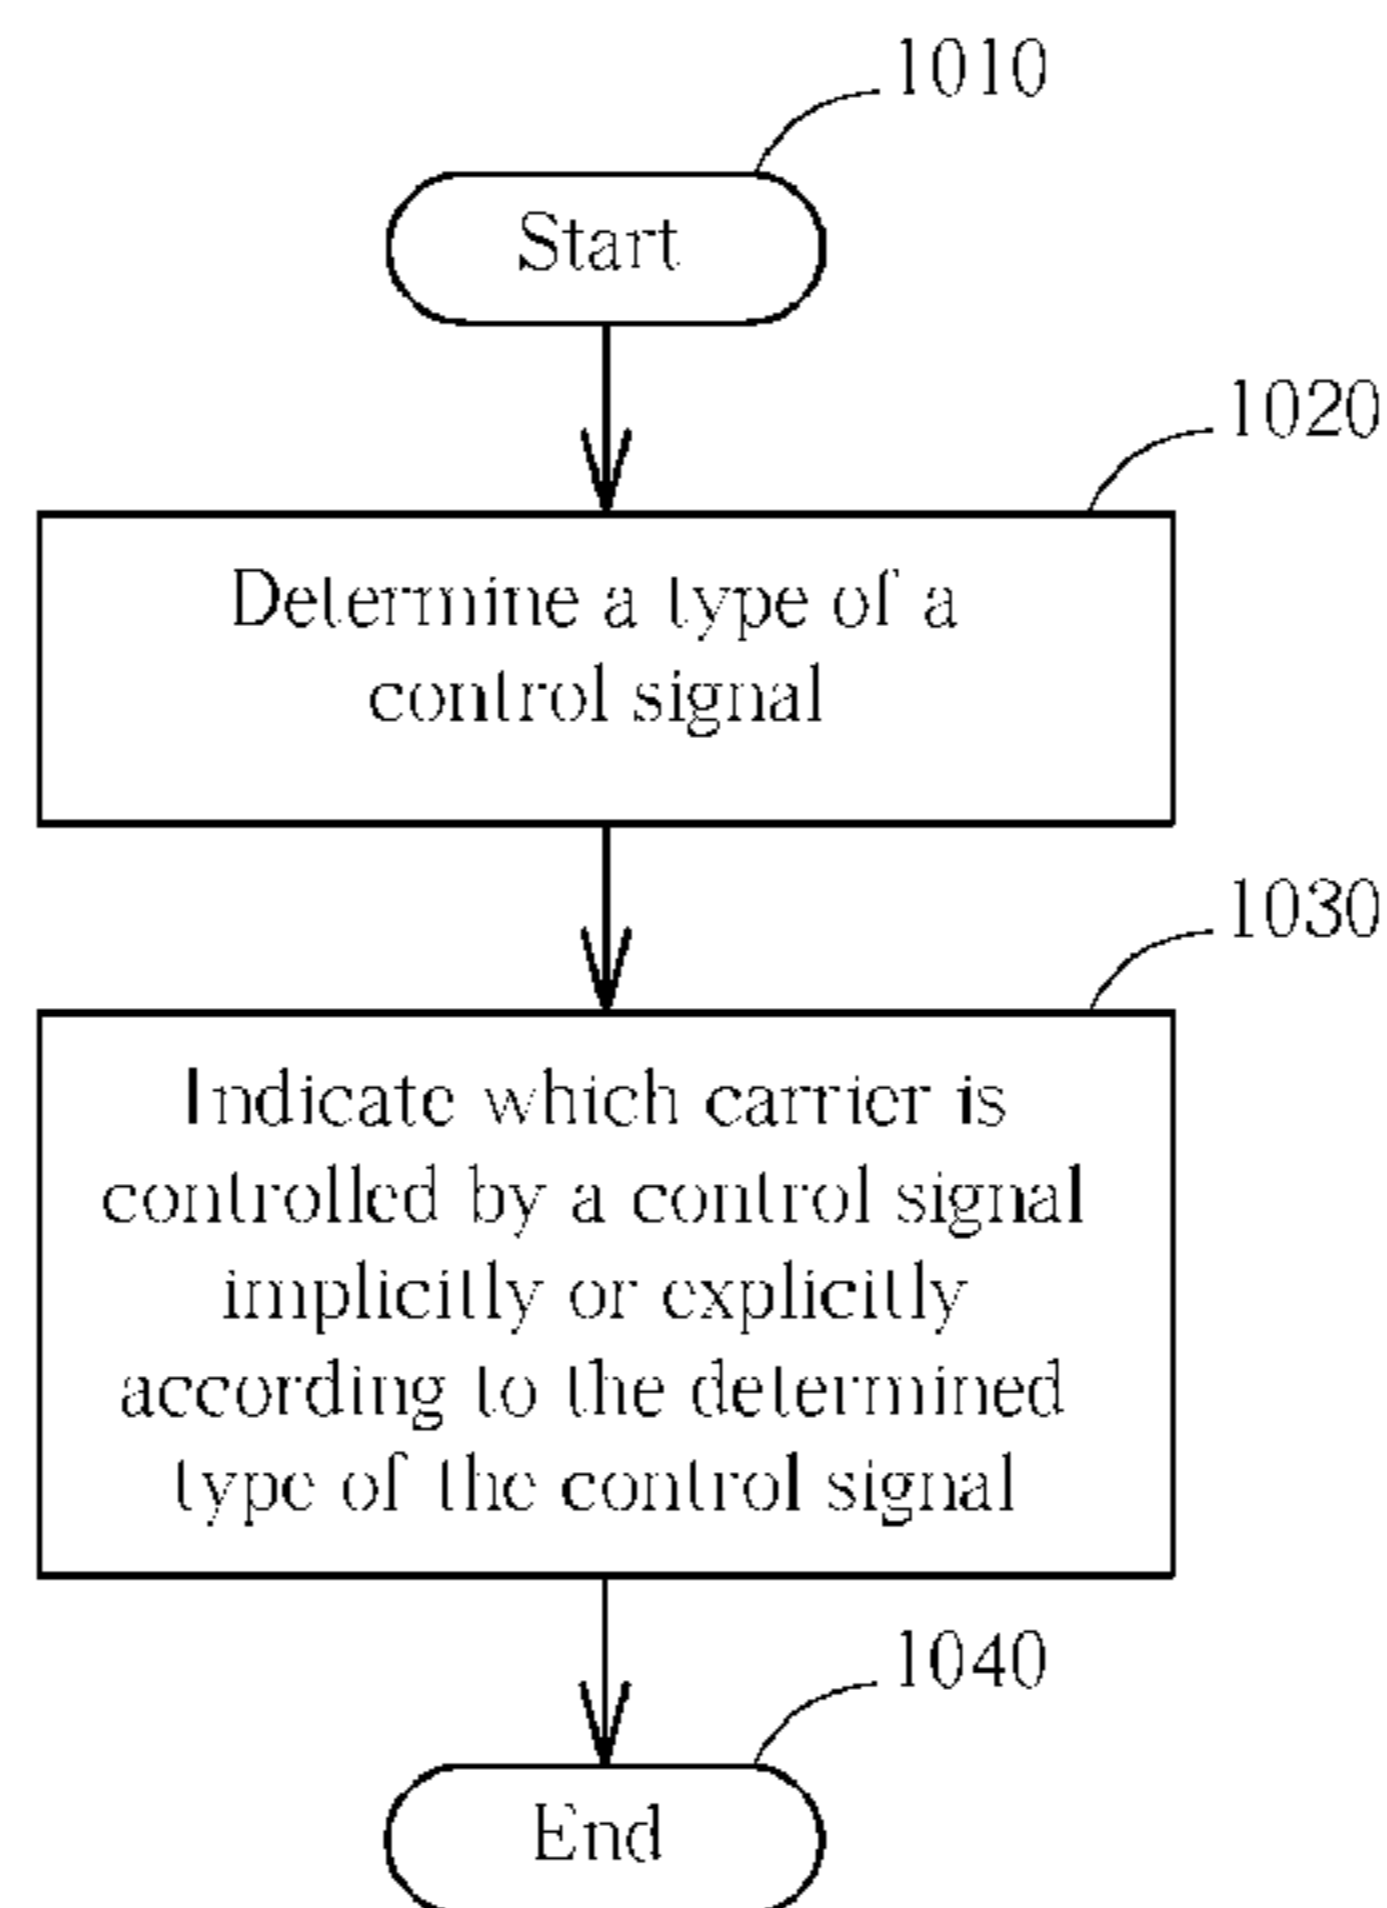 1010
Start
1020
Determine a type of a
control signal
1030
Indicate which carrier is
controlled by a control signal
implicitly or explicitly
according to the determined
type of the control signal
1040
End